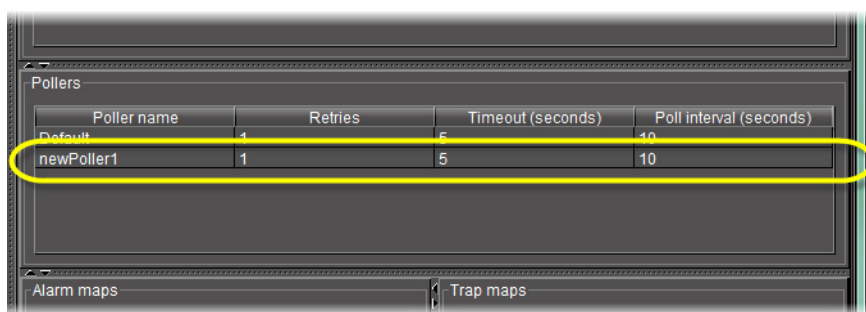 Pollers
Poller name Retries Timeout (seconds) Poll interval (seconds)
Default 1 5 10
newPoller1 1 5 10
Alarm maps Trap maps